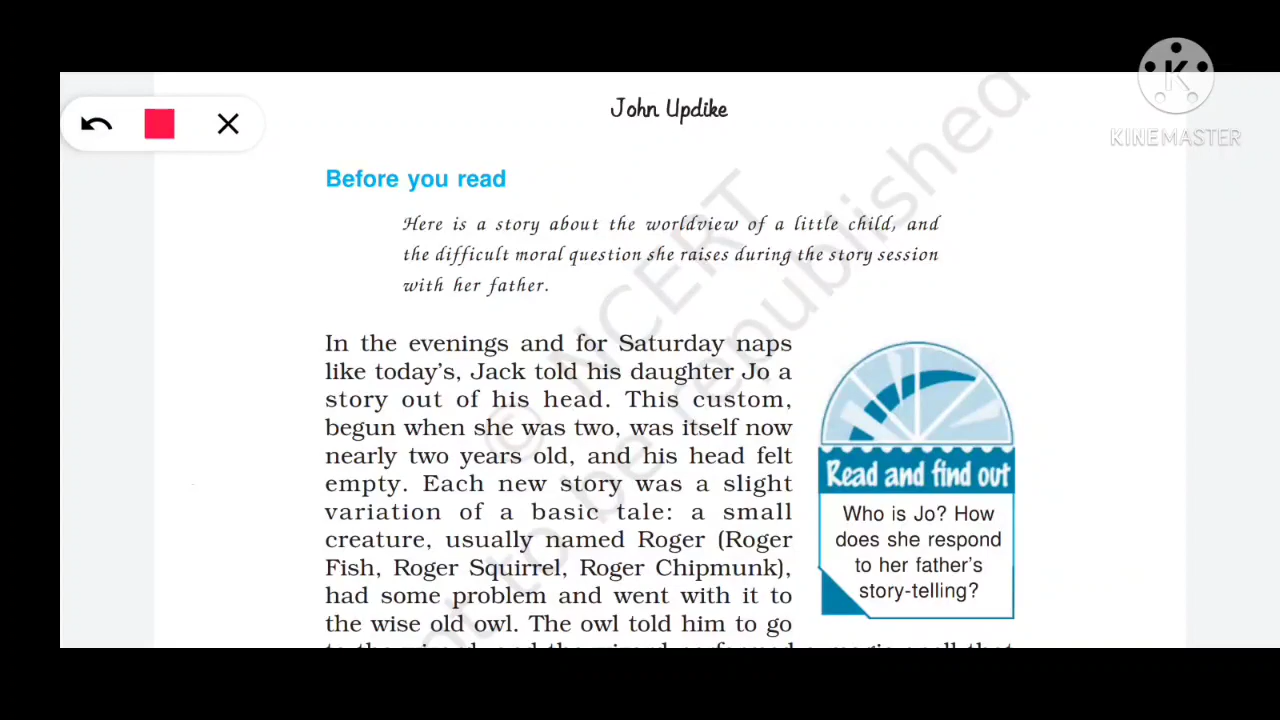 John Updike
K
KINEMASTER
Before you read
Here is a story about the worldview of a little child, and
the difficult moral question she raises during the story session
with her father.
In the evenings and for Saturday naps
like today's, Jack told his daughter Jo a
story out of his head. This custom,
begun when she was two, was itself now
nearly two years old, and his head felt
empty. Each new story was a slight
variation of a basic tale: a small
creature, usually named Roger (Roger
Fish, Roger Squirrel, Roger Chipmunk),
had some problem and went with it to
the wise old owl. The owl told him to go
Read and find out
Who is Jo? How
does she respond
to her father's
story-telling?
© NCERT
not to be republished